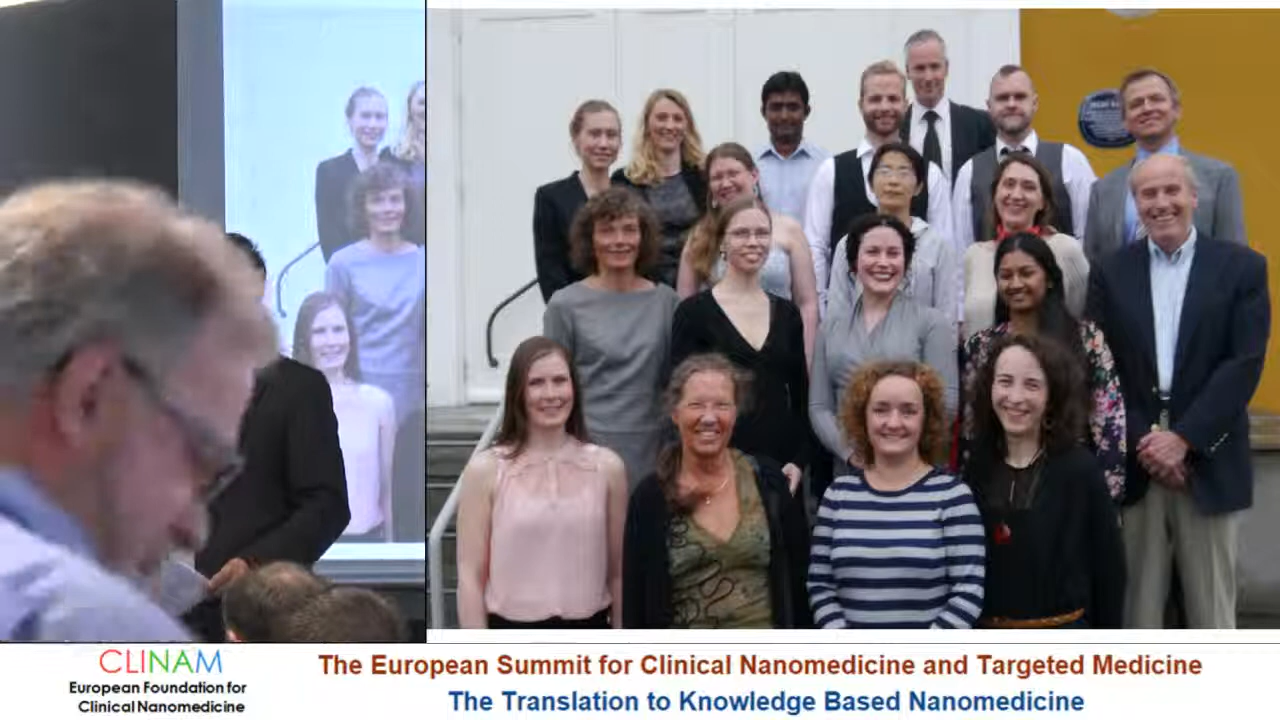 CLINAM
European Foundation for
Clinical Nanomedicine
The European Summit for Clinical Nanomedicine and Targeted Medicine
The Translation to Knowledge Based Nanomedicine